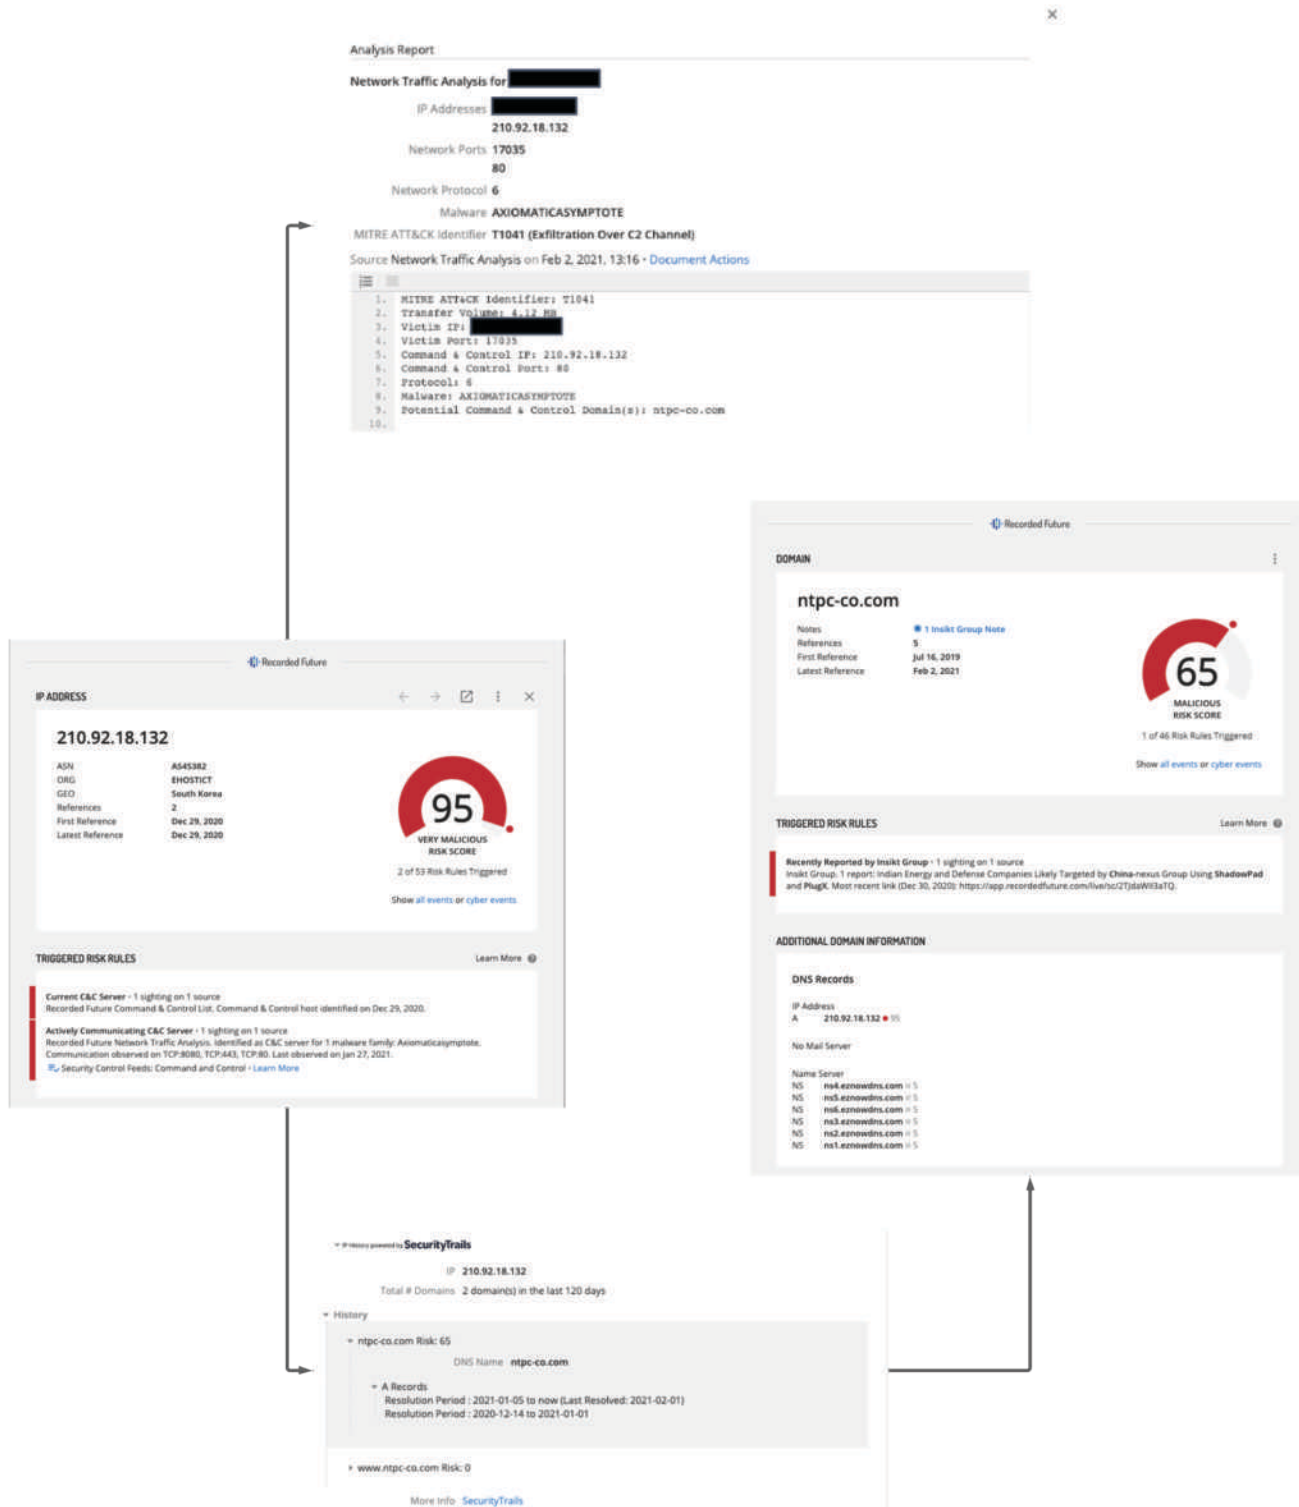 Analysis Report
Network Traffic Analysis for
IP Addresses
210.92.18.132
Network Ports 17035
80
Network Protocol 6
Malware AXIOMATICASYMPTOTE
MITRE ATT&CK Identifier T1041 (Exfiltration Over C2 Channel)
Source Network Traffic Analysis on Feb 2, 2021, 13:16 • Document Actions
1. MITRE ATT&CK Identifier: T1041
2. Transfer Volume: 4.12 MB
3. Victim IP:
4. Victim Port: 17035
5. Command & Control IP: 210.92.18.132
6. Command & Control Port: 80
7. Protocol: 6
8. Malware: AXIOMATICASYMPTOTE
9. Potential Command & Control Domain(s): ntpc-co.com
10.
Recorded Future
IP ADDRESS
210.92.18.132
ASN AS45382
ORG EHOSTICT
GEO South Korea
References 2
First Reference Dec 29, 2020
Latest Reference Dec 29, 2020
95
VERY MALICIOUS
RISK SCORE
2 of 53 Risk Rules Triggered
Show all events or cyber events
TRIGGERED RISK RULES Learn More
Current C&C Server • 1 sighting on 1 source
Recorded Future Command & Control List. Command & Control host identified on Dec 29, 2020.
Actively Communicating C&C Server • 1 sighting on 1 source
Recorded Future Network Traffic Analysis. Identified as C&C server for 1 malware family: Axiomaticasymptote.
Communication observed on TCP:8080, TCP:443, TCP:80. Last observed on Jan 27, 2021.
Security Control Feeds: Command and Control • Learn More
Recorded Future
DOMAIN
ntpc-co.com
Notes 1 Insikt Group Note
References 5
First Reference Jul 16, 2019
Latest Reference Feb 2, 2021
65
MALICIOUS
RISK SCORE
1 of 46 Risk Rules Triggered
Show all events or cyber events
TRIGGERED RISK RULES Learn More
Recently Reported by Insikt Group • 1 sighting on 1 source
Insikt Group. 1 report: Indian Energy and Defense Companies Likely Targeted by China-nexus Group Using ShadowPad
and PlugX. Most recent link (Dec 30, 2020):
ADDITIONAL DOMAIN INFORMATION
DNS Records
IP Address
A 210.92.18.132 95
No Mail Server
Name Server
NS ns4.eznowdns.com 5
NS ns5.eznowdns.com 5
NS ns6.eznowdns.com 5
NS ns3.eznowdns.com 5
NS ns2.eznowdns.com 5
NS ns1.eznowdns.com 5
IP History powered by SecurityTrails
IP 210.92.18.132
Total # Domains 2 domain(s) in the last 120 days
History
ntpc-co.com Risk: 65
DNS Name ntpc-co.com
A Records
Resolution Period : 2021-01-05 to now (Last Resolved: 2021-02-01)
Resolution Period : 2020-12-14 to 2021-01-01
www.ntpc-co.com Risk: 0
More Info SecurityTrails